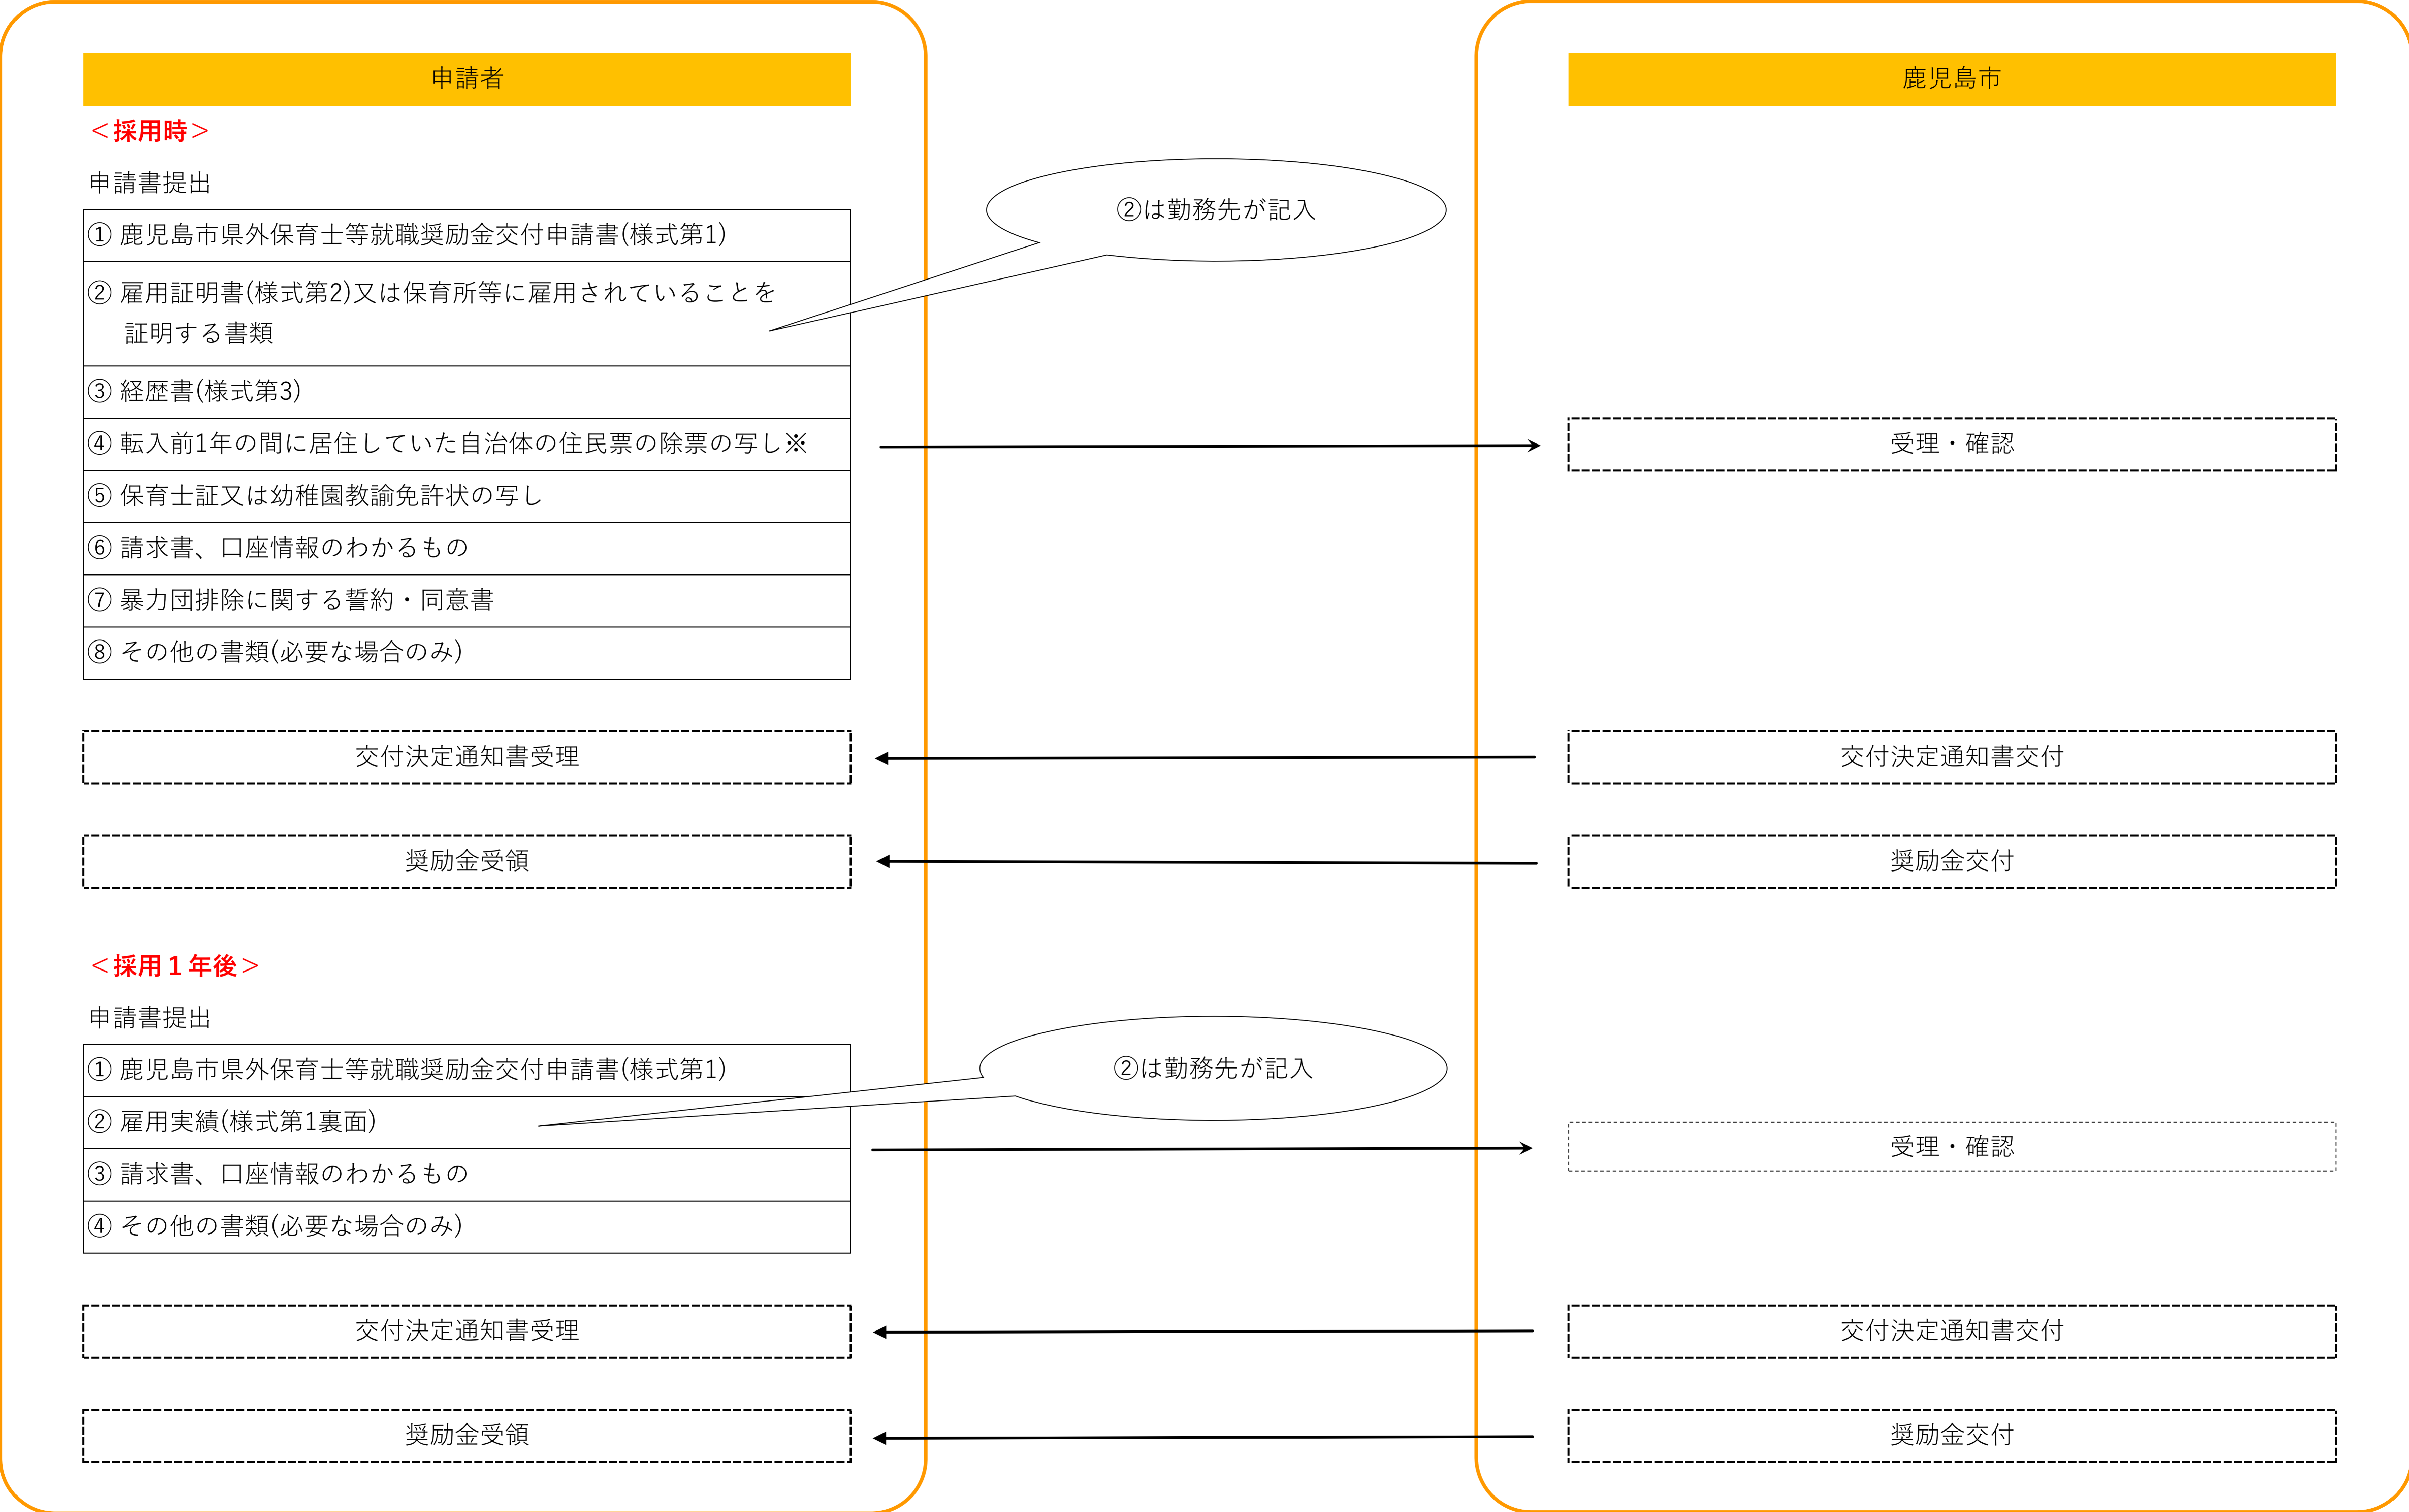 申請者
＜採用時＞
申請書提出
① 鹿児島市県外保育士等就職奨励金交付申請書(様式第1)
② 雇用証明書(様式第2)又は保育所等に雇用されていることを
証明する書類
③ 経歴書(様式第3)
④ 転入前1年の間に居住していた自治体の住民票の除票の写し※
⑤ 保育士証又は幼稚園教諭免許状の写し
⑥ 請求書、口座情報のわかるもの
⑦ 暴力団排除に関する誓約・同意書
⑧ その他の書類(必要な場合のみ)
②は勤務先が記入
鹿児島市
受理・確認
交付決定通知書受理
交付決定通知書交付
奨励金受領
奨励金交付
＜採用１年後＞
申請書提出
① 鹿児島市県外保育士等就職奨励金交付申請書(様式第1)
② 雇用実績(様式第1裏面)
③ 請求書、口座情報のわかるもの
④ その他の書類(必要な場合のみ)
②は勤務先が記入
受理・確認
交付決定通知書受理
交付決定通知書交付
奨励金受領
奨励金交付